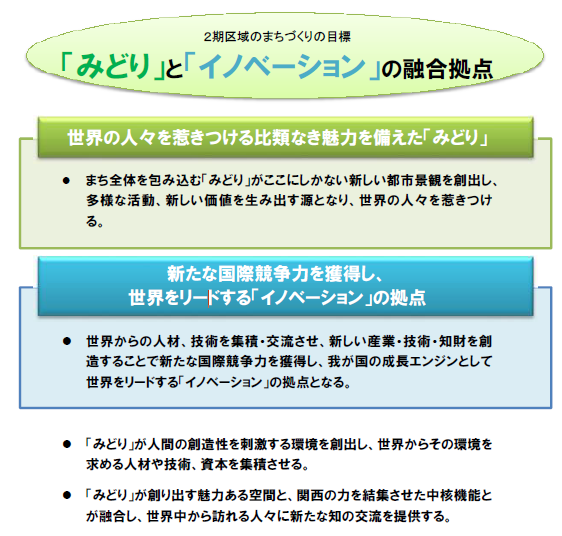 2期区域のまちづくりの目標
「みどり」と「イノベーション」の融合拠点
世界の人々を惹きつける比類なき魅力を備えた「みどり」
● まち全体を包み込む「みどり」がここにしかない新しい都市景観を創出し、
多様な活動、新しい価値を生み出す源となり、世界の人々を惹きつけ
る。
新たな国際競争力を獲得し、
世界をリードする「イノベーション」の拠点
● 世界からの人材、技術を集積・交流させ、新しい産業・技術・知財を創
造することで新たな国際競争力を獲得し、我が国の成長エンジンとして
世界をリードする「イノベーション」の拠点となる。
● 「みどり」が人間の創造性を刺激する環境を創出し、世界からその環境を
求める人材や技術、資本を集積させる。
● 「みどり」が創り出す魅力ある空間と、関西の力を結集させた中核機能と
が融合し、世界中から訪れる人々に新たな知の交流を提供する。